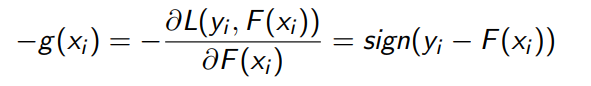 -g(xᵢ) = -∂L(yᵢ, F(xᵢ))/∂F(xᵢ) = sign(yᵢ - F(xᵢ))